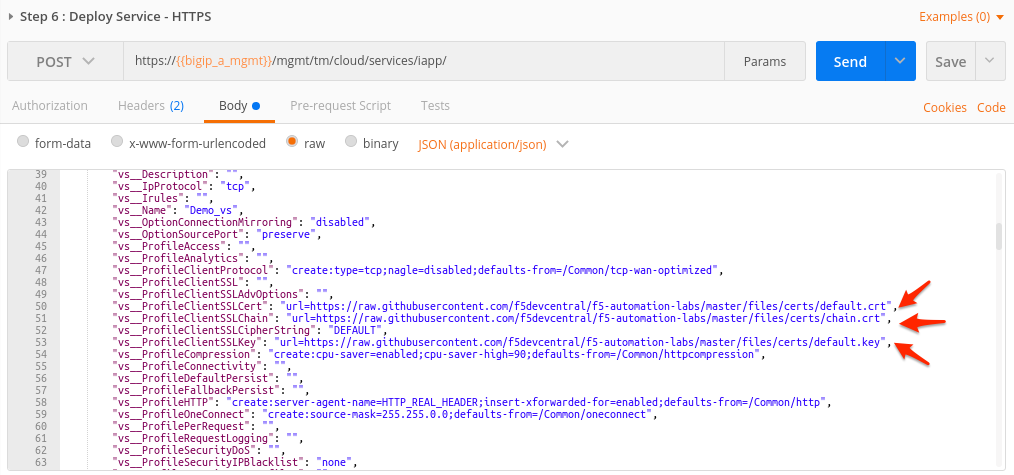 Step 6 : Deploy Service - HTTPS
Examples (0)
POST
https://{{bigip_a_mgmt}}/mgmt/tm/cloud/services/iapp/
Params
Send
Save
Authorization
Headers (2)
Body
Pre-request Script
Tests
Cookies
Code
form-data
x-www-form-urlencoded
raw
binary
JSON (application/json)
39 "vs__Description": "",
40 "vs__IpProtocol": "tcp",
41 "vs__Irules": "",
42 "vs__Name": "Demo_vs",
43 "vs__OptionConnectionMirroring": "disabled",
44 "vs__OptionSourcePort": "preserve",
45 "vs__ProfileAccess": "",
46 "vs__ProfileAnalytics": "",
47 "vs__ProfileClientProtocol": "create:type=tcp;nagle=disabled;defaults-from=/Common/tcp-wan-optimized",
48 "vs__ProfileClientSSL": "",
49 "vs__ProfileClientSSLAdvOptions": "",
50 "vs__ProfileClientSSLCert": "url=https://raw.githubusercontent.com/f5devcentral/f5-automation-labs/master/files/certs/default.crt",
51 "vs__ProfileClientSSLChain": "url=https://raw.githubusercontent.com/f5devcentral/f5-automation-labs/master/files/certs/chain.crt",
52 "vs__ProfileClientSSLCipherString": "DEFAULT",
53 "vs__ProfileClientSSLKey": "url=https://raw.githubusercontent.com/f5devcentral/f5-automation-labs/master/files/certs/default.key",
54 "vs__ProfileCompression": "create:cpu-saver=enabled;cpu-saver-high=90;defaults-from=/Common/httpcompression",
55 "vs__ProfileConnectivity": "",
56 "vs__ProfileDefaultPersist": "",
57 "vs__ProfileFallbackPersist": "",
58 "vs__ProfileHTTP": "create:server-agent-name=HTTP_REAL_HEADER;insert-xforwarded-for=enabled;defaults-from=/Common/http",
59 "vs__ProfileOneConnect": "create:source-mask=255.255.0.0;defaults-from=/Common/oneconnect",
60 "vs__ProfilePerRequest": "",
61 "vs__ProfileRequestLogging": "",
62 "vs__ProfileSecurityDoS": "",
63 "vs__ProfileSecurityIPBlacklist": "none",